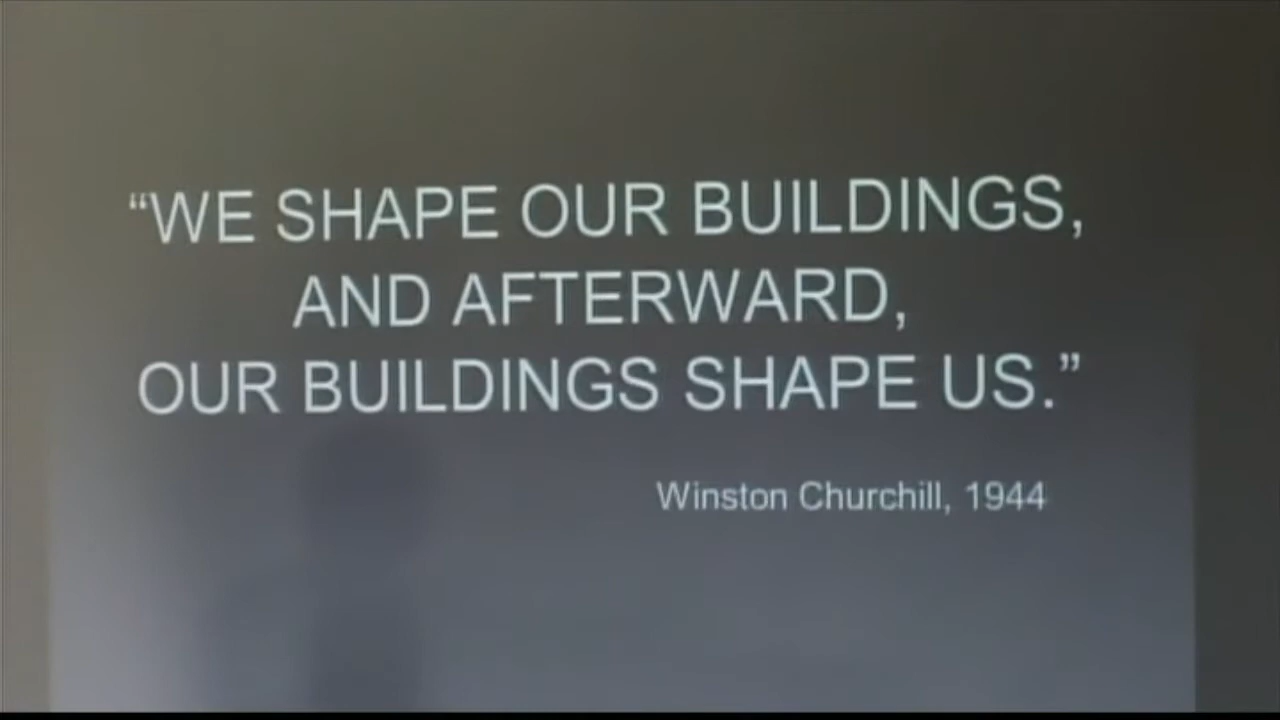 “WE SHAPE OUR BUILDINGS,
AND AFTERWARD,
OUR BUILDINGS SHAPE US.”
Winston Churchill, 1944